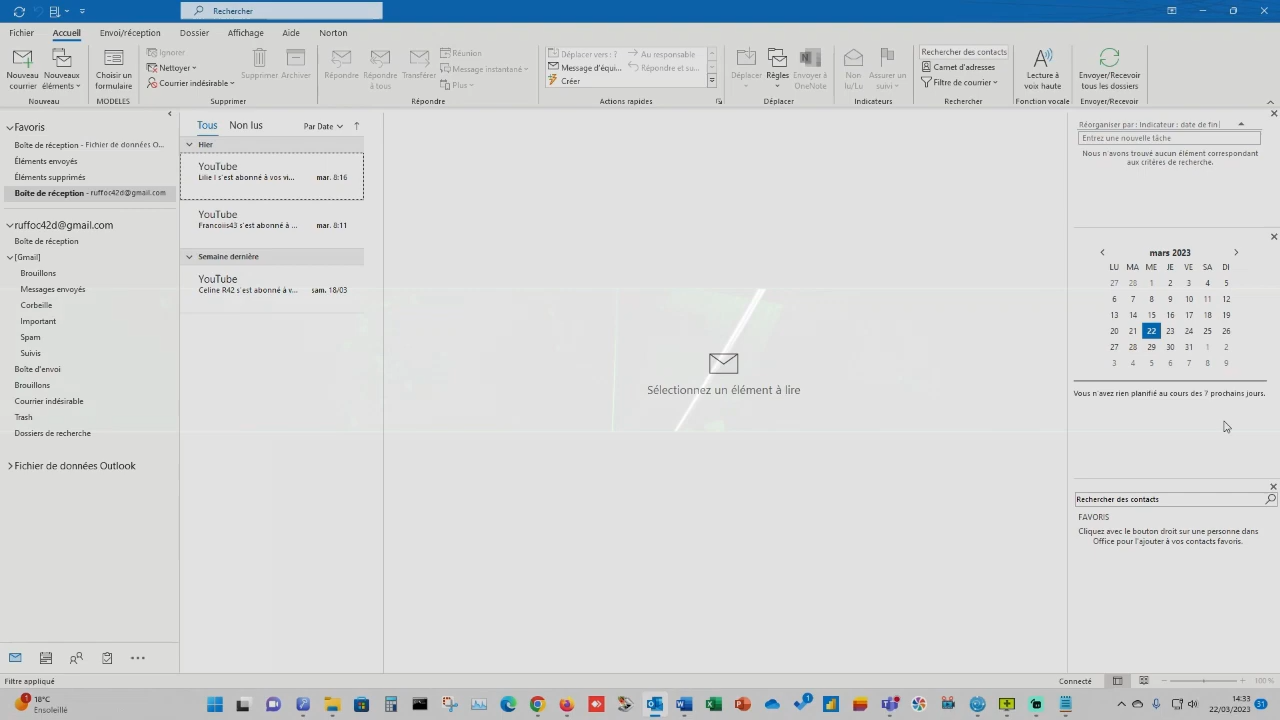 Rechercher
Fichier Accueil Envoi/réception Dossier Affichage Aide Norton
Nouveau courrier
Nouveaux éléments
Nouveau
Choisir un formulaire
MODELES
Ignorer
Nettoyer
Courrier indésirable
Supprimer
Archiver
Supprimer
Répondre
Répondre à tous
Transférer
Réunion
Message instantané
Plus
Répondre
Déplacer vers : ?
Message d'équi...
Créer
Au responsable
Répondre et su...
Actions rapides
Déplacer
Règles
Envoyer à OneNote
Déplacer
Non lu/Lu
Assurer un suivi
Indicateurs
Rechercher des contacts
Carnet d'adresses
Filtre de courrier
Rechercher
Lecture à voix haute
Fonction vocale
Envoyer/Recevoir tous les dossiers
Envoyer/Recevoir
Favoris
Boîte de réception - Fichier de données O...
Éléments envoyés
Éléments supprimés
Boîte de réception - ruffoc42d@gmail.com
ruffoc42d@gmail.com
Boîte de réception
[Gmail]
Brouillons
Messages envoyés
Corbeille
Important
Spam
Suivis
Boîte d'envoi
Brouillons
Courrier indésirable
Trash
Dossiers de recherche
Fichier de données Outlook
Tous Non lus Par Date
Hier
YouTube
Lilie I s'est abonné à vos vi... mar. 8:16
YouTube
Francoiis43 s'est abonné à ... mar. 8:11
Semaine dernière
YouTube
Celine R42 s'est abonné à v... sam. 18/03
Sélectionnez un élément à lire
Réorganiser par : Indicateur : date de fin
Entrez une nouvelle tâche
Nous n'avons trouvé aucun élément correspondant
aux critères de recherche.
mars 2023
LU MA ME JE VE SA DI
27 28 1 2 3 4 5
6 7 8 9 10 11 12
13 14 15 16 17 18 19
20 21 22 23 24 25 26
27 28 29 30 31 1 2
3 4 5 6 7 8 9
Vous n'avez rien planifié au cours des 7 prochains jours.
Rechercher des contacts
FAVORIS
Cliquez avec le bouton droit sur une personne dans
Office pour l'ajouter à vos contacts favoris.
Filtre appliqué
Connecté
100 %
1
18°C
Ensoleillé
1
14:33
22/03/2023
31